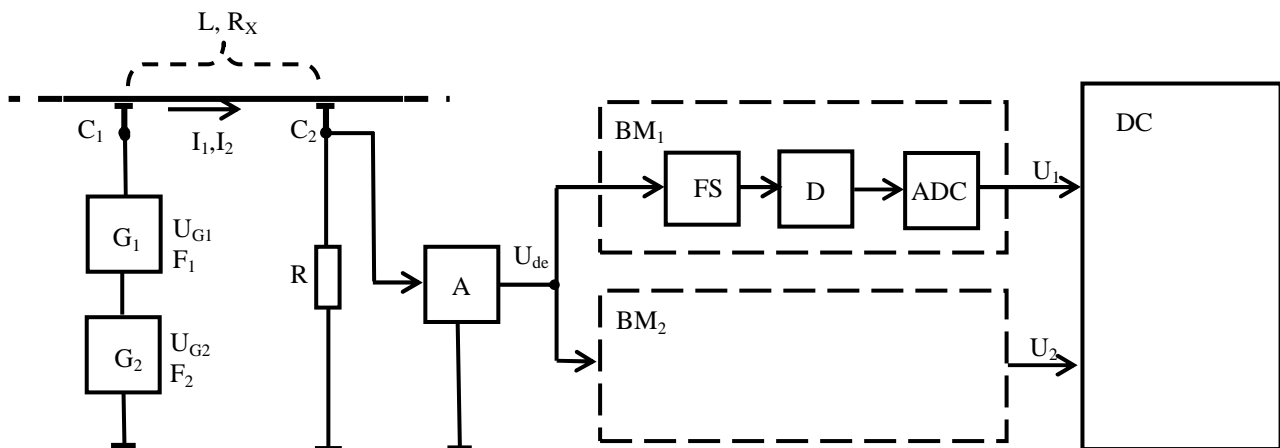 L, R_X
C_1
I_1,I_2
C_2
G_1
U_G1
F_1
G_2
U_G2
F_2
R
A
U_de
BM_1
FS
D
ADC
U_1
BM_2
U_2
DC